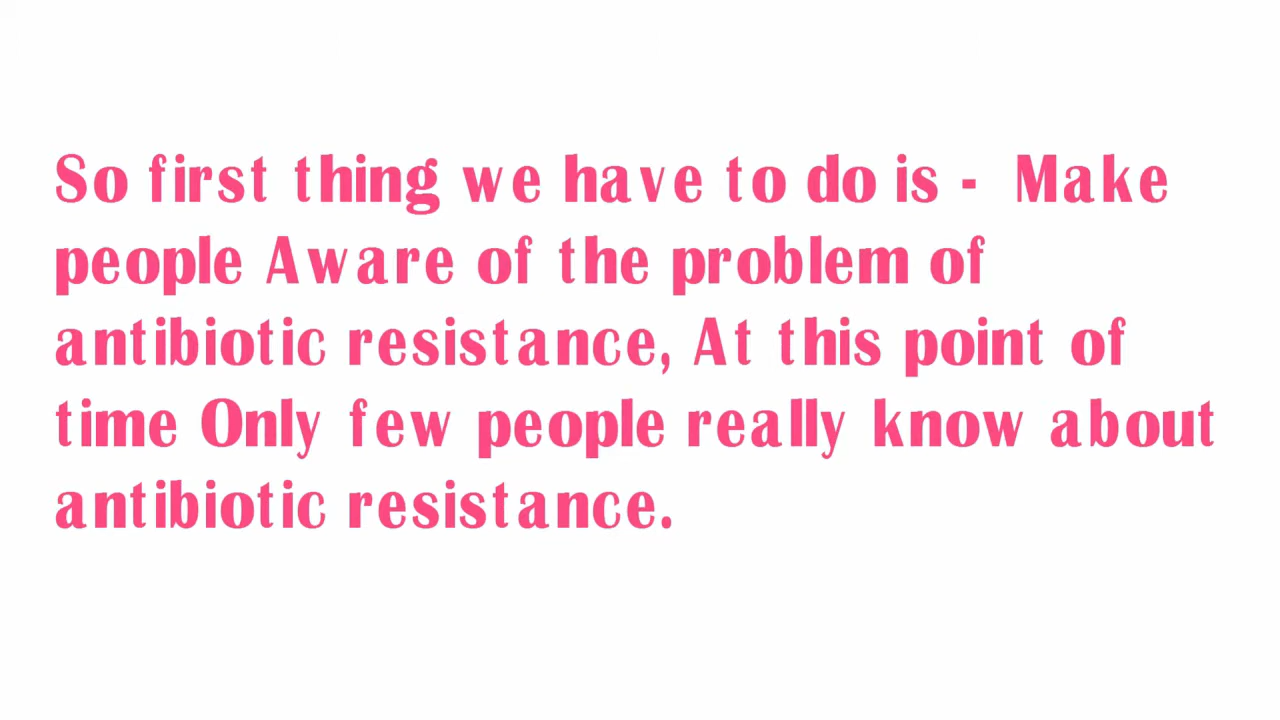 So first thing we have to do is - Make
people Aware of the problem of
antibiotic resistance, At this point of
time Only few people really know about
antibiotic resistance.